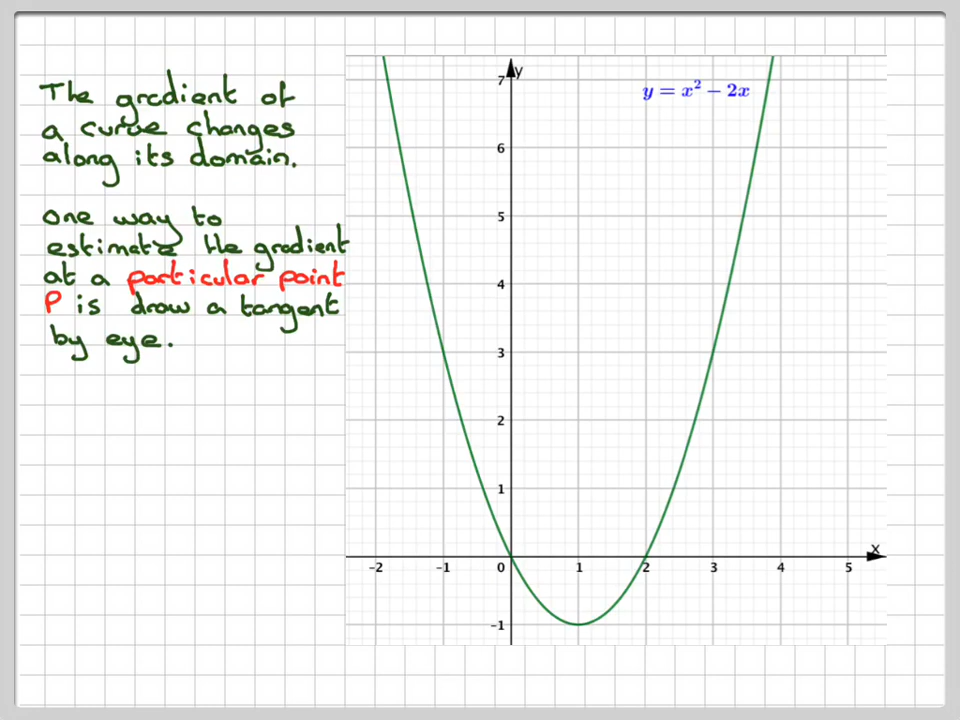 The gradient of
a curve changes
along its domain.
one way to
estimate the gradient
at a particular point
P is draw a tangent
by eye.
y
7
y = x² − 2x
6
5
4
3
2
1
x
-2 -1 0 1 2 3 4 5
-1